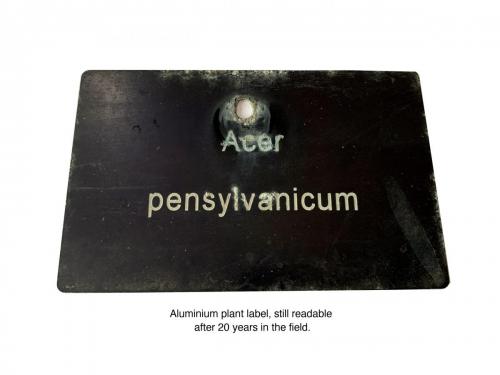 Acer
pensylvanicum
Aluminium plant label, still readable
after 20 years in the field.